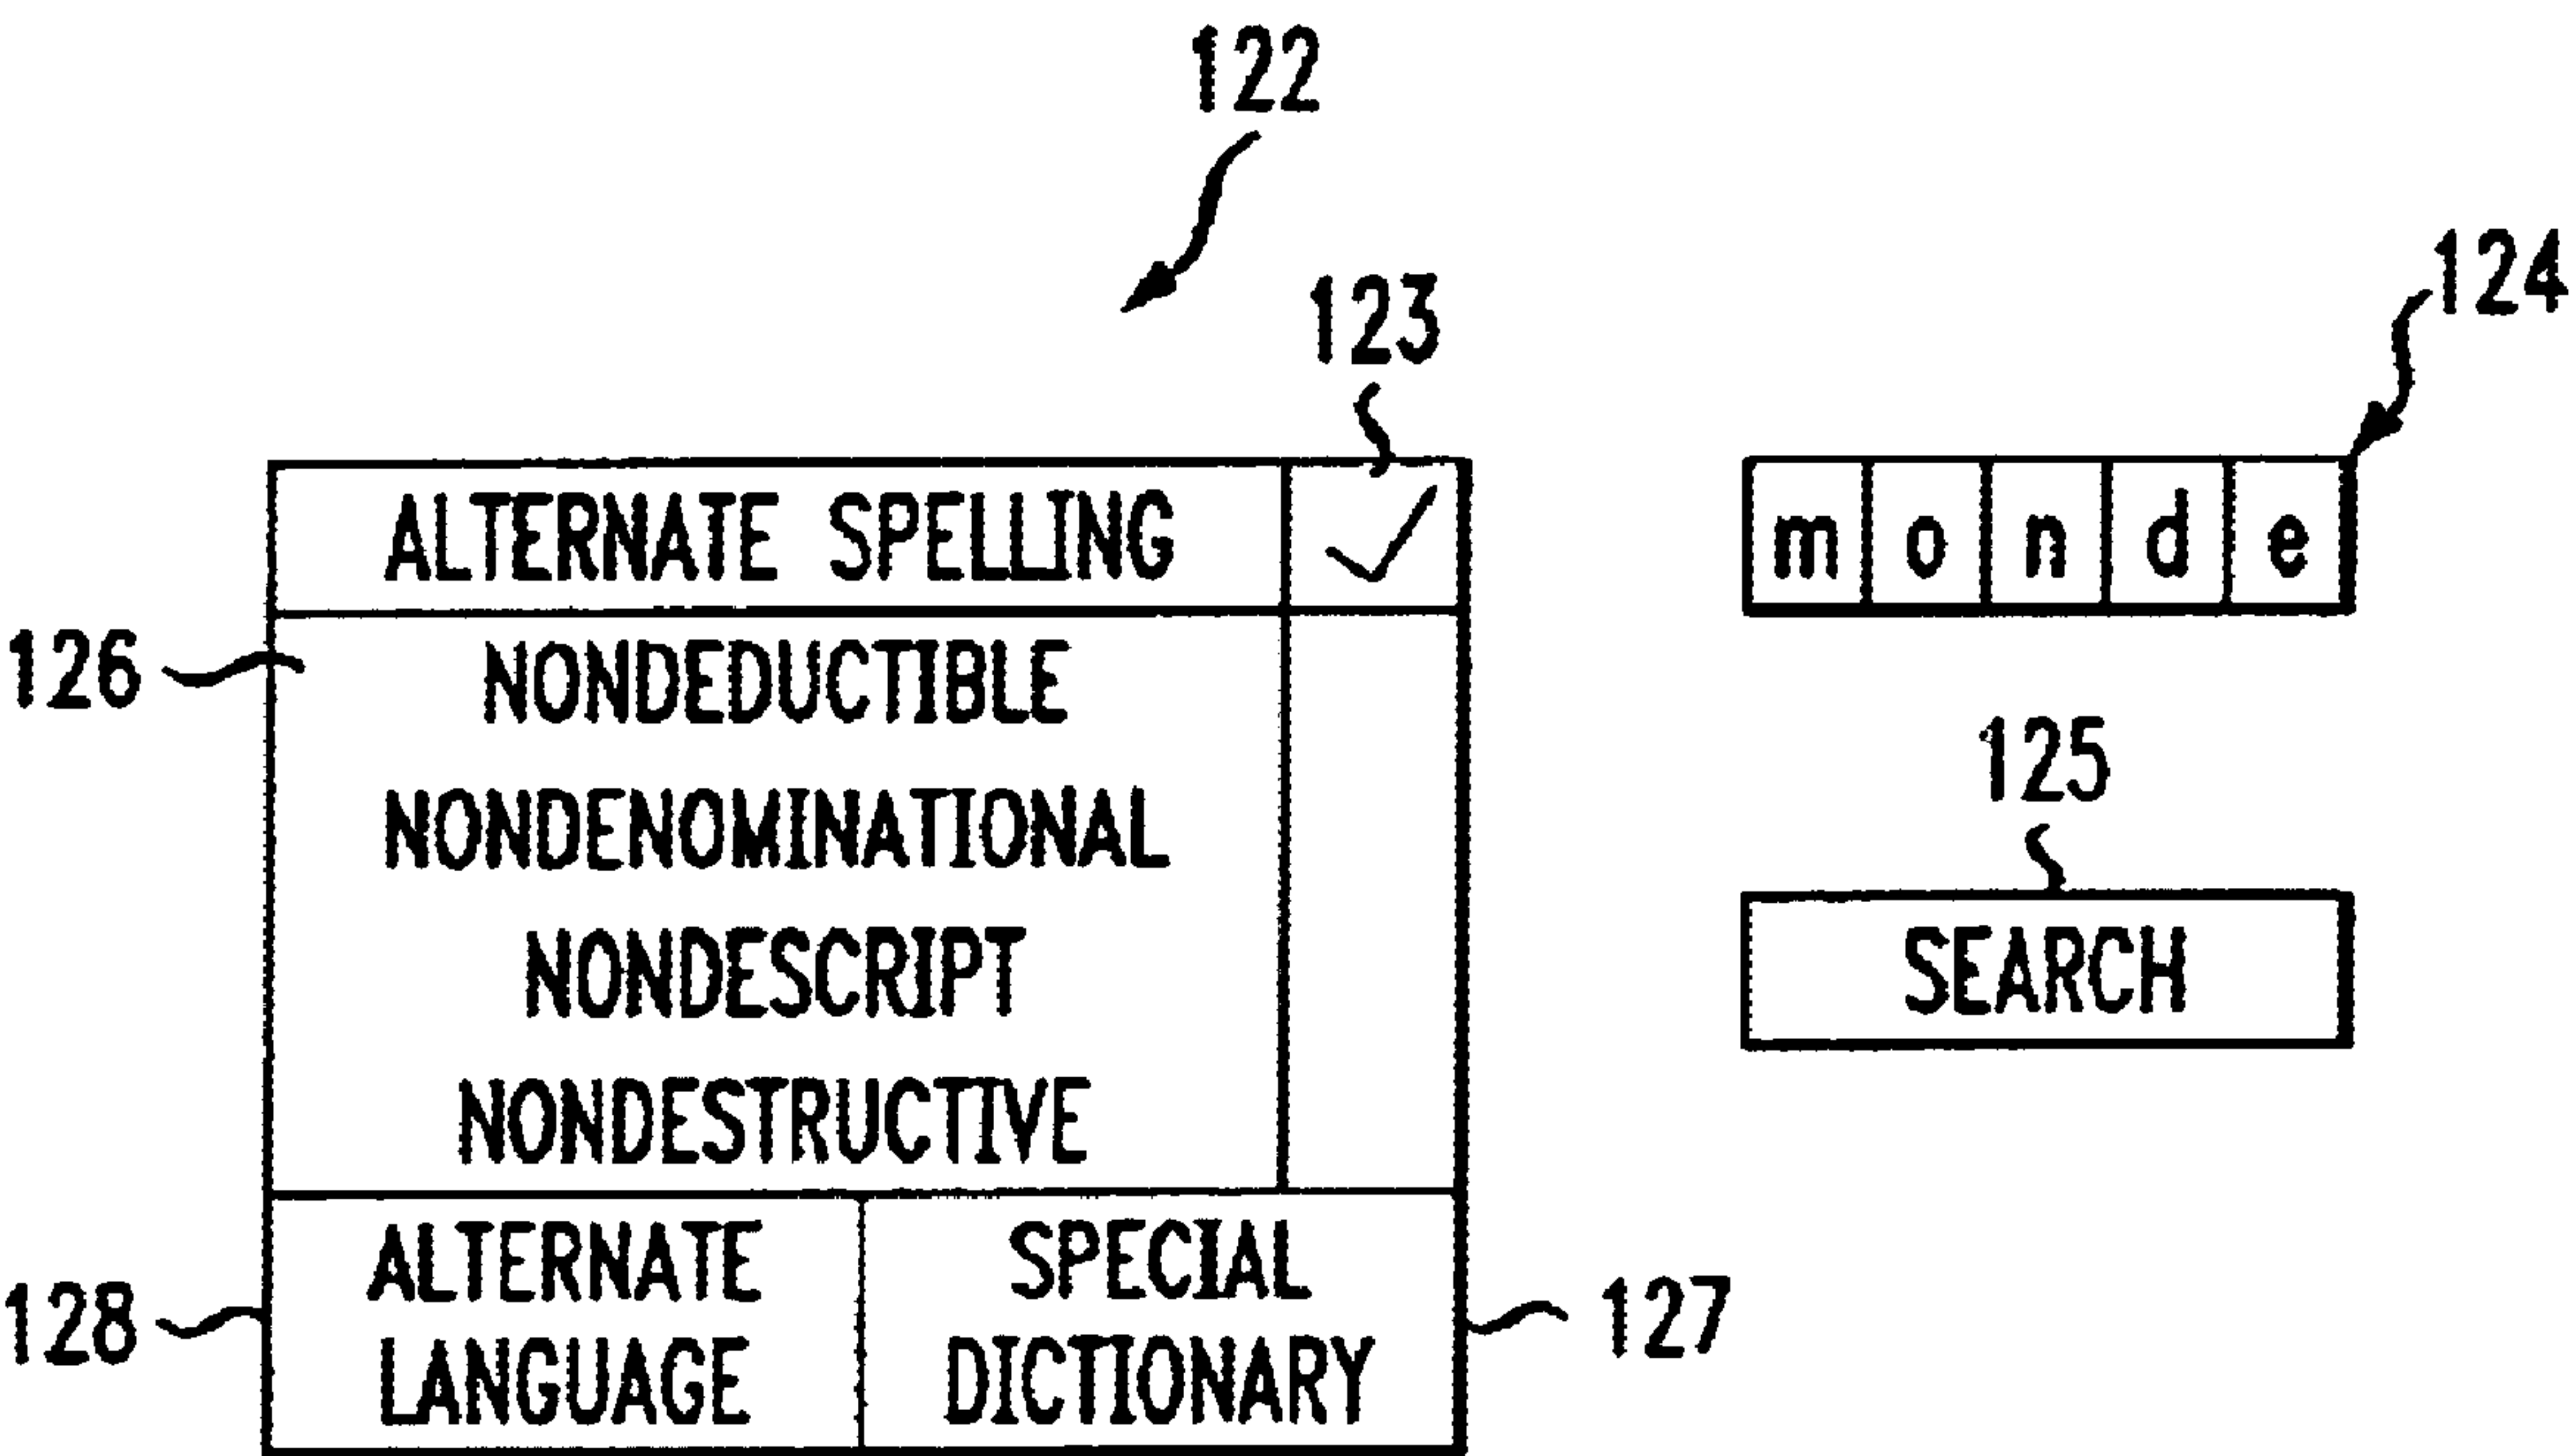 122
123
124
ALTERNATE SPELLING
m o n d e
126
NONDEDUCTIBLE
125
NONDENOMINATIONAL
NONDESCRIPT
SEARCH
NONDESTRUCTIVE
128
ALTERNATE
LANGUAGE
SPECIAL
DICTIONARY
127